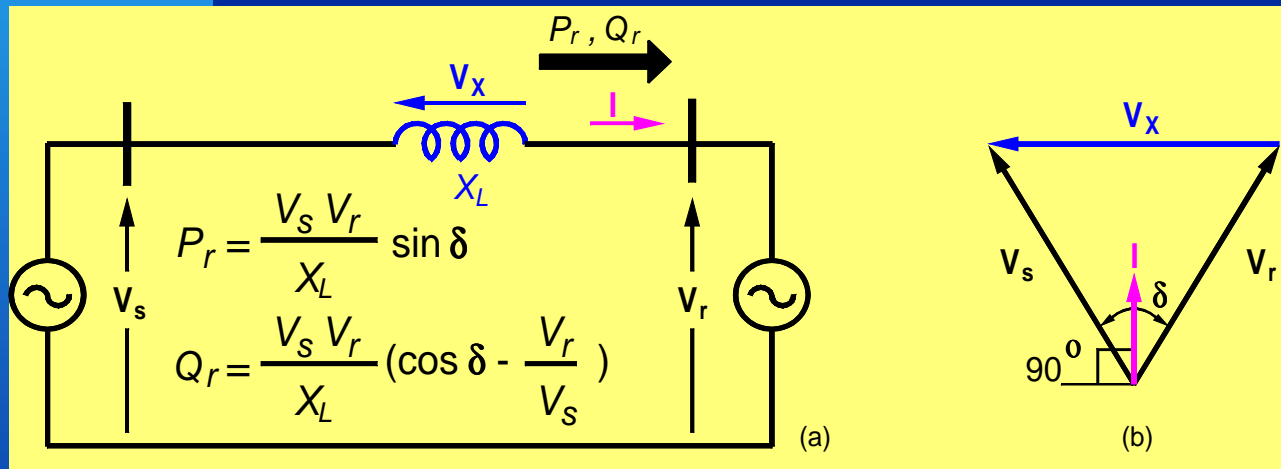 P_r , Q_r
V_X
I
X_L
P_r = V_s V_r / X_L sin δ
V_s
V_r
Q_r = V_s V_r / X_L (cos δ - V_r / V_s )
(a)
V_X
V_s
I
δ
V_r
90°
(b)